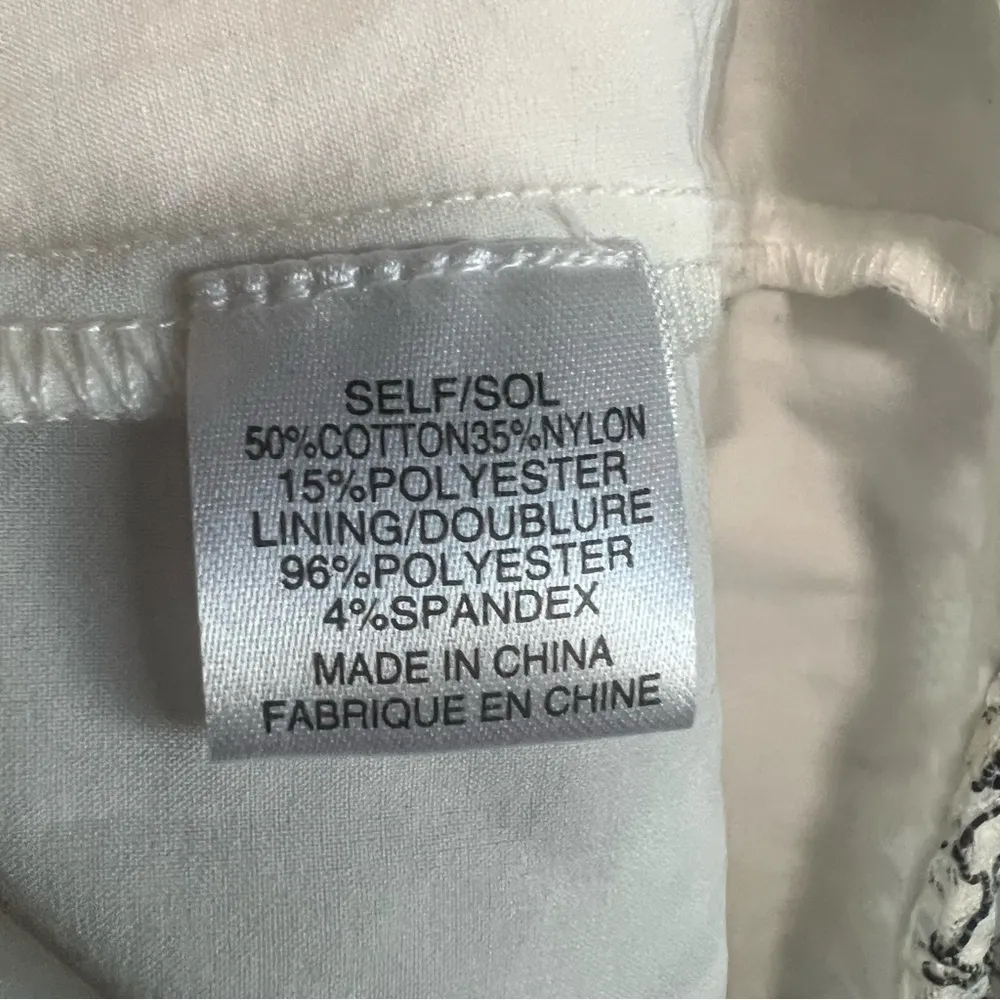 SELF/SOL
50%COTTON35%NYLON
15%POLYESTER
LINING/DOUBLURE
96%POLYESTER
4%SPANDEX
MADE IN CHINA
FABRIQUE EN CHINE